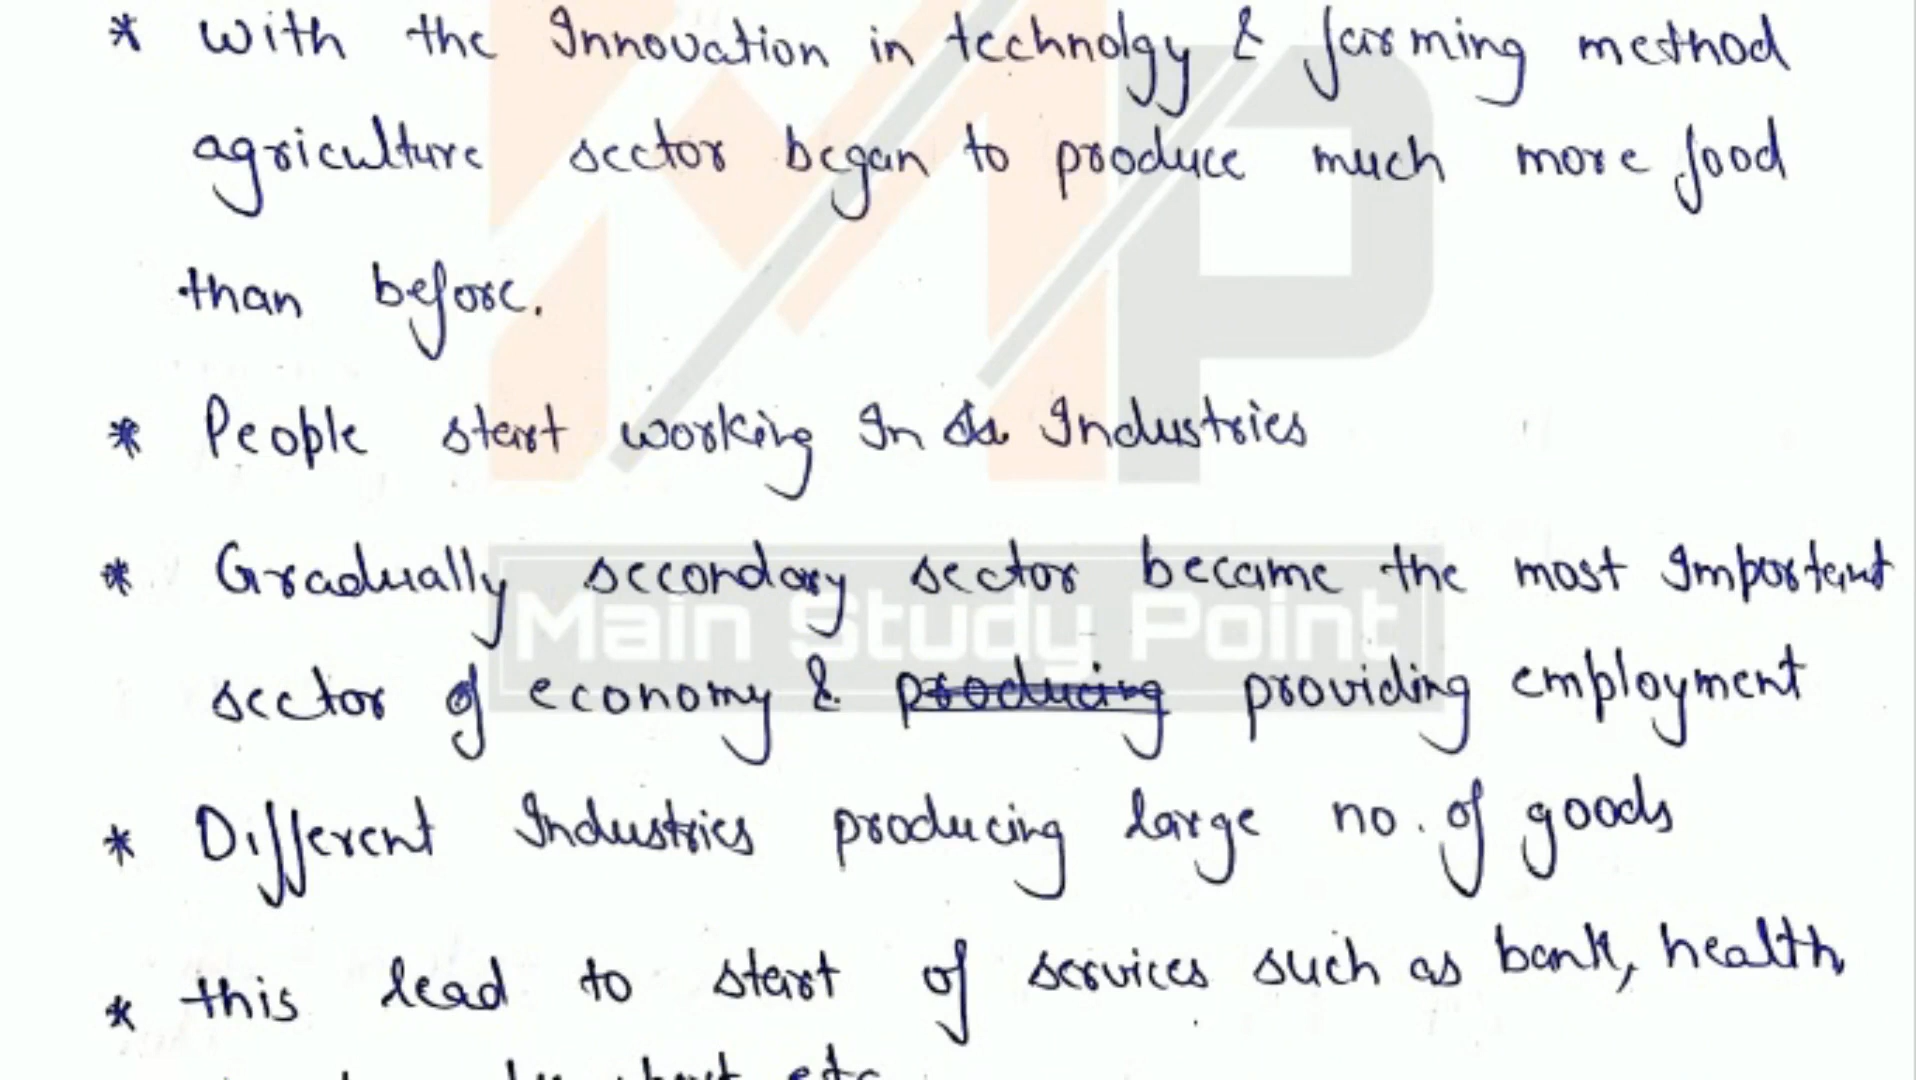 * With the Innovation in technolgy & farming method
agriculture sector began to produce much more food
than before.
* People start working In Industries
* Gradually secondary sector became the most Important
Main Study Point
sector of economy & producing providing employment
* Different Industries producing large no. of goods
* this lead to start of services such as bank, health,
etc